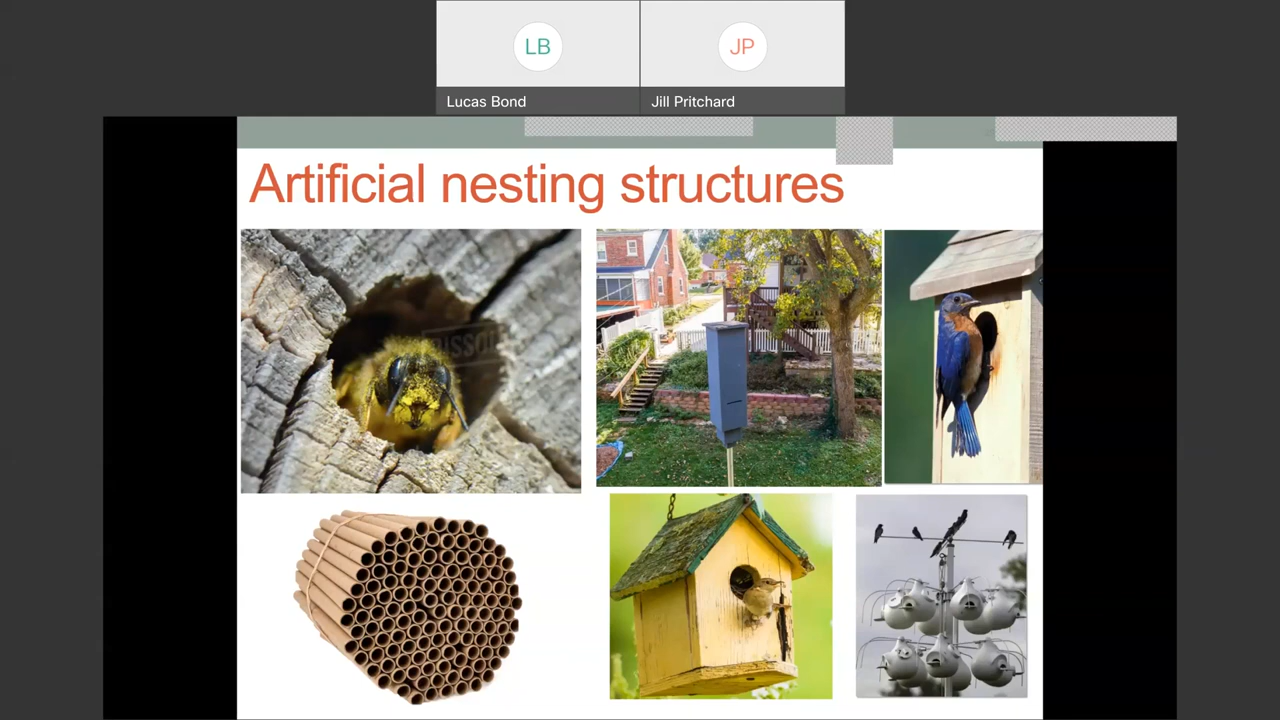 LB
JP
Lucas Bond
Jill Pritchard
Artificial nesting structures